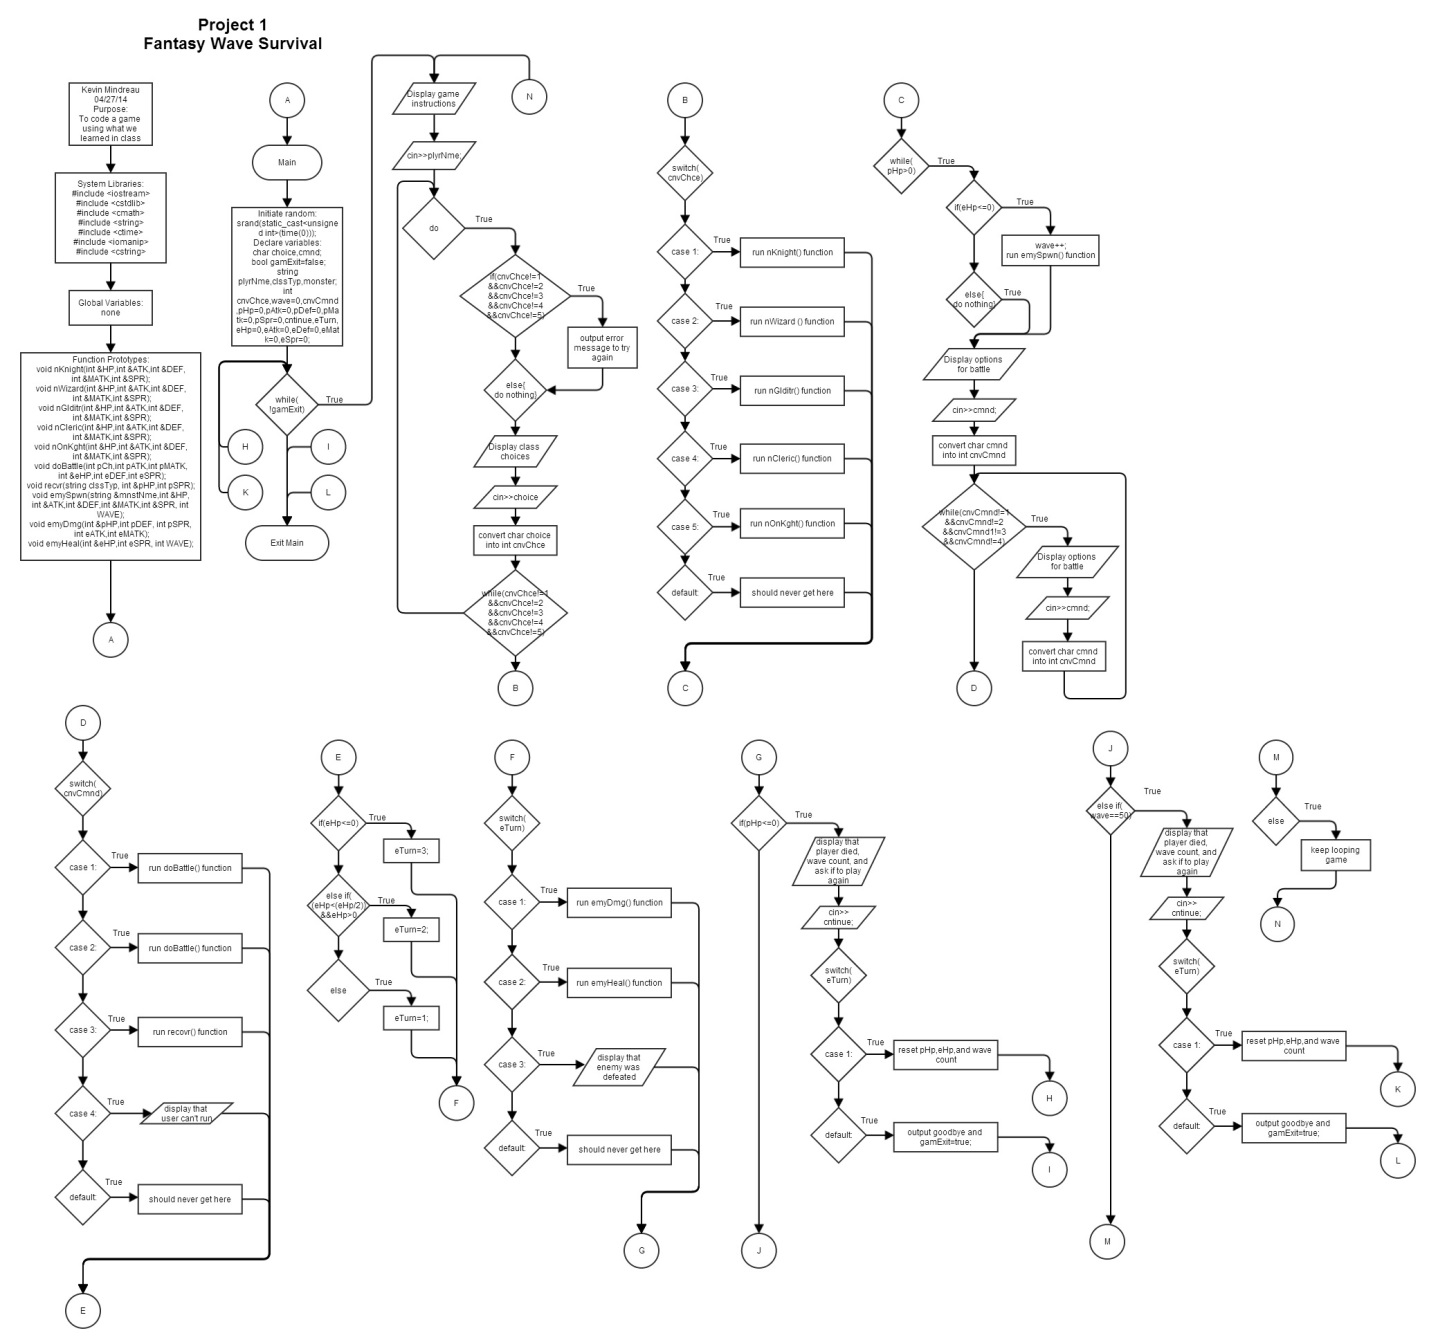 Project 1
Fantasy Wave Survival
Kevin Mindreau
04/27/14
Purpose:
To code a game
using what we
learned in class
System Libraries:
#include <iostream>
#include <cstdlib>
#include <cmath>
#include <string>
#include <ctime>
#include <iomanip>
#include <cstring>
Global Variables:
none
Function Prototypes:
void nKnight(int &HP,int &ATK,int &DEF,
int &MATK,int &SPR);
void nWizard(int &HP,int &ATK,int &DEF,
int &MATK,int &SPR);
void nGlditr(int &HP,int &ATK,int &DEF,
int &MATK,int &SPR);
void nCleric(int &HP,int &ATK,int &DEF,
int &MATK,int &SPR);
void nOnKght(int &HP,int &ATK,int &DEF,
int &MATK,int &SPR);
void doBattle(int pCh,int pATK,int pMATK,
int &eHP,int eDEF,int eSPR);
void recvr(string clssTyp, int &pHP,int pSPR);
void emySpwn(string &mnstNme,int &HP,
int &ATK,int &DEF,int &MATK,int &SPR, int
WAVE);
void emyDmg(int &pHP,int pDEF, int pSPR,
int eATK,int eMATK);
void emyHeal(int &eHP,int eSPR, int WAVE);
A
A
Main
Initiate random:
srand(static_cast<unsigne
d int>(time(0)));
Declare variables:
char choice,cmnd;
bool gamExit=false;
string
plyrNme,clssTyp,monster;
int
cnvChce,wave=0,cnvCmnd
,pHp=0,pAtk=0,pDef=0,pMa
tk=0,pSpr=0,cntinue,eTurn,
eHp=0,eAtk=0,eDef=0,eMat
k=0,eSpr=0;
while(
!gamExit)
True
H
I
K
L
Exit Main
N
Display game
instructions
cin>>plyrNme;
do
True
if(cnvChce!=1
&&cnvChce!=2
&&cnvChce!=3
&&cnvChce!=4
&&cnvChce!=5)
True
output error
message to try
again
else{
do nothing}
Display class
choices
cin>>choice
convert char choice
into int cnvChce
while(cnvChce!=1
&&cnvChce!=2
&&cnvChce!=3
&&cnvChce!=4
&&cnvChce!=5)
B
B
switch(
cnvChce)
case 1:
True
run nKnight() function
case 2:
True
run nWizard () function
case 3:
True
run nGlditr() function
case 4:
True
run nCleric() function
case 5:
True
run nOnKght() function
default:
True
should never get here
C
C
while(
pHp>0)
True
if(eHp<=0)
True
wave++;
run emySpwn() function
else{
do nothing}
True
Display options
for battle
cin>>cmnd;
convert char cmnd
into int cnvCmnd
while(cnvCmnd!=1
&&cnvCmnd!=2
&&cnvCmnd1!=3
&&cnvCmnd!=4)
True
Display options
for battle
cin>>cmnd;
convert char cmnd
into int cnvCmnd
D
D
switch(
cnvCmnd)
case 1:
True
run doBattle() function
case 2:
True
run doBattle() function
case 3:
True
run recovr() function
case 4:
True
display that
user can't run
default:
True
should never get here
E
E
if(eHp<=0)
True
eTurn=3;
else if(
(eHp<(eHp/2))
&&eHp>0
True
eTurn=2;
else
True
eTurn=1;
F
F
switch(
eTurn)
case 1:
True
run emyDmg() function
case 2:
True
run emyHeal() function
case 3:
True
display that
enemy was
defeated
default:
True
should never get here
G
G
if(pHp<=0)
True
display that
player died,
wave count, and
ask if to play
again
cin>>
cntinue;
switch(
eTurn)
case 1:
True
reset pHp,eHp,and wave
count
H
default:
True
output goodbye and
gamExit=true;
I
J
J
else if(
wave==50)
True
display that
player died,
wave count, and
ask if to play
again
cin>>
cntinue;
switch(
eTurn)
case 1:
True
reset pHp,eHp,and wave
count
K
default:
True
output goodbye and
gamExit=true;
L
M
M
else
True
keep looping
game
N